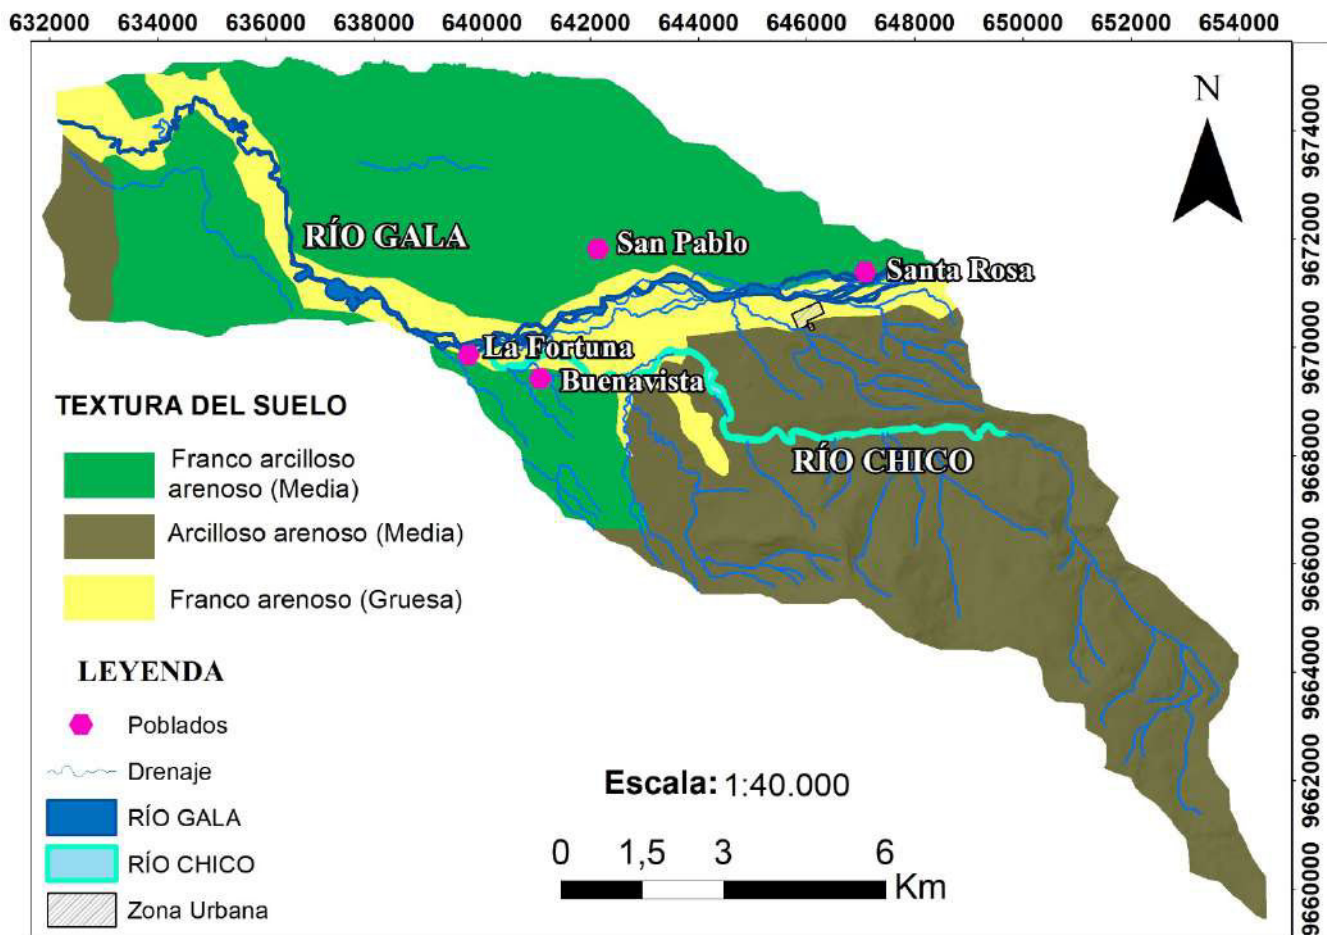 632000 634000 636000 638000 640000 642000 644000 646000 648000 650000 652000 654000
N
9674000
9672000
9670000
9668000
9666000
9664000
9662000
9660000
RÍO GALA
San Pablo
Santa Rosa
La Fortuna
Buenavista
RÍO CHICO
TEXTURA DEL SUELO
Franco arcilloso
arenoso (Media)
Arcilloso arenoso (Media)
Franco arenoso (Gruesa)
LEYENDA
Poblados
Drenaje
RÍO GALA
RÍO CHICO
Zona Urbana
Escala: 1:40.000
0 1,5 3 6
Km